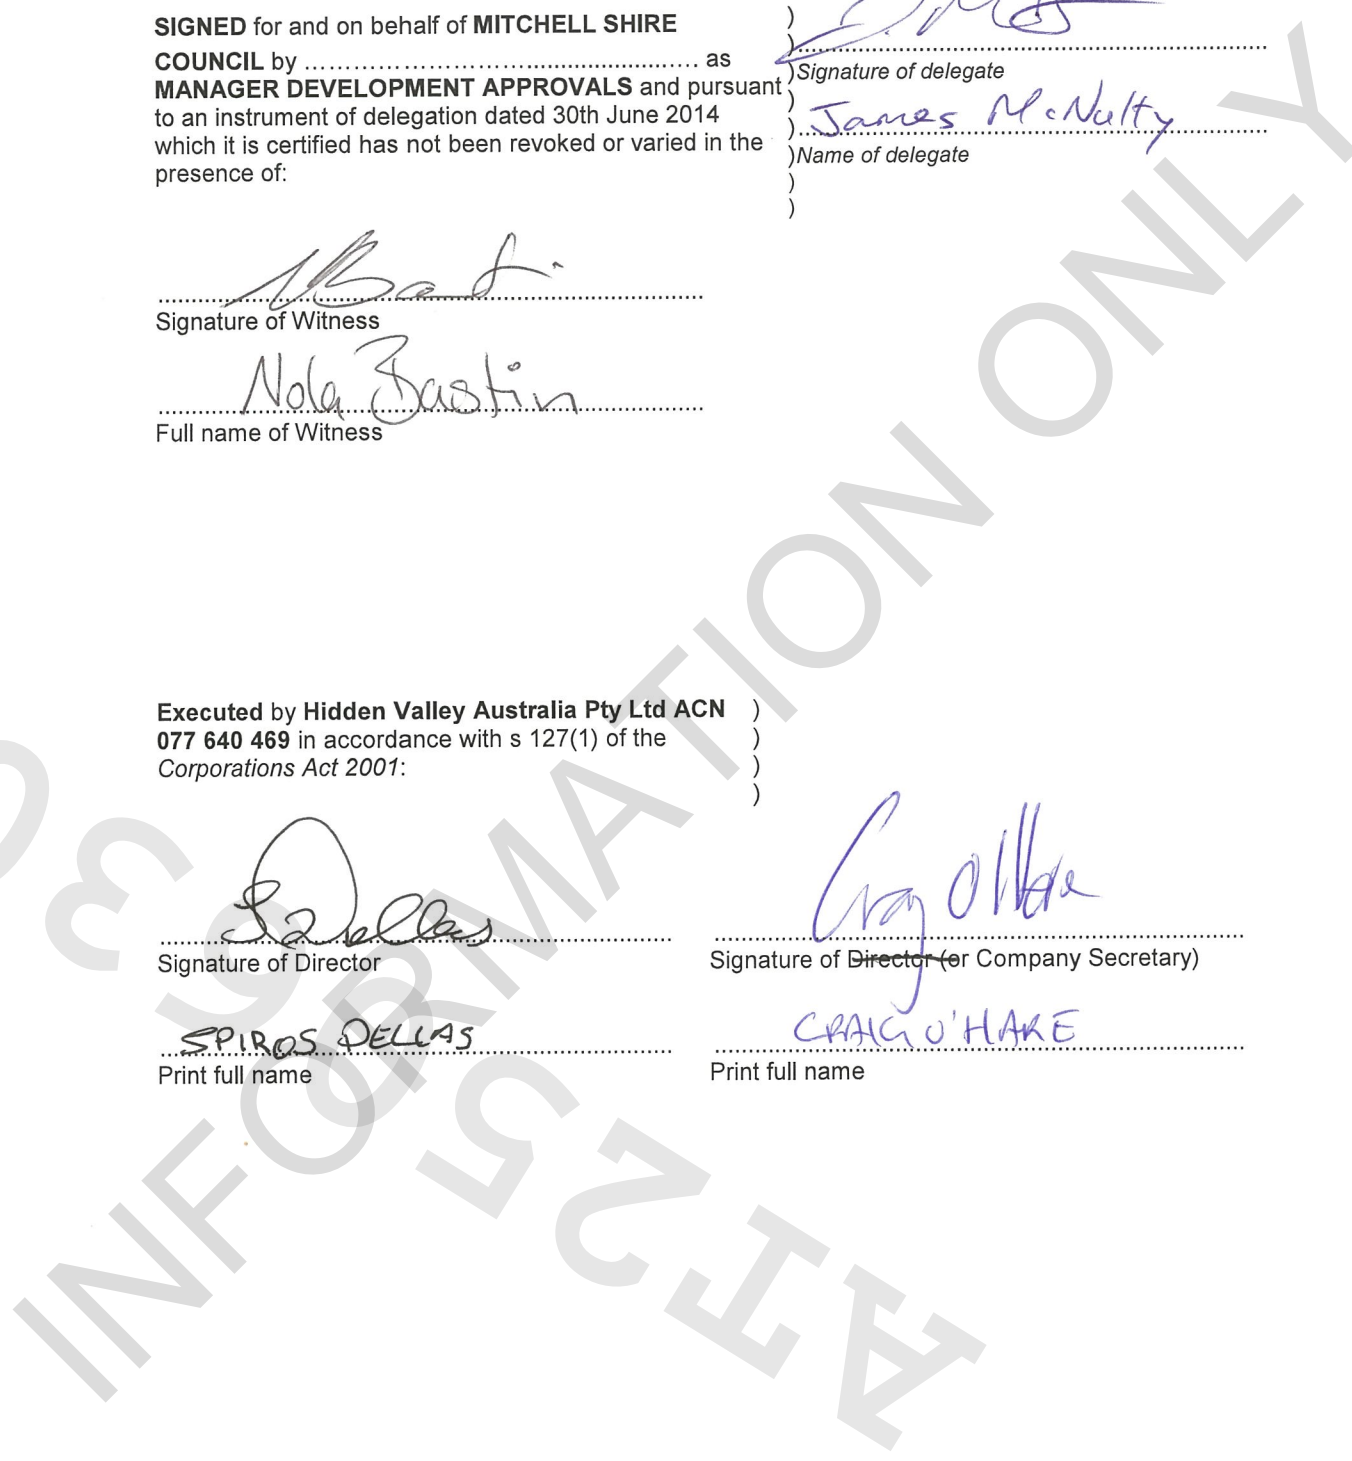 SIGNED for and on behalf of MITCHELL SHIRE
COUNCIL by ........................................................ as
MANAGER DEVELOPMENT APPROVALS and pursuant
to an instrument of delegation dated 30th June 2014
which it is certified has not been revoked or varied in the
presence of:
)
)
)Signature of delegate
)
) James McNulty
)Name of delegate
)
)
Signature of Witness
Nola Bastin
Full name of Witness
Executed by Hidden Valley Australia Pty Ltd ACN )
077 640 469 in accordance with s 127(1) of the )
Corporations Act 2001: )
)
S Dellas
Signature of Director
SPIROS DELLAS
Print full name
Craig O'Hare
Signature of Director (or Company Secretary)
CRAIG O'HARE
Print full name
INFORMATION ONLY